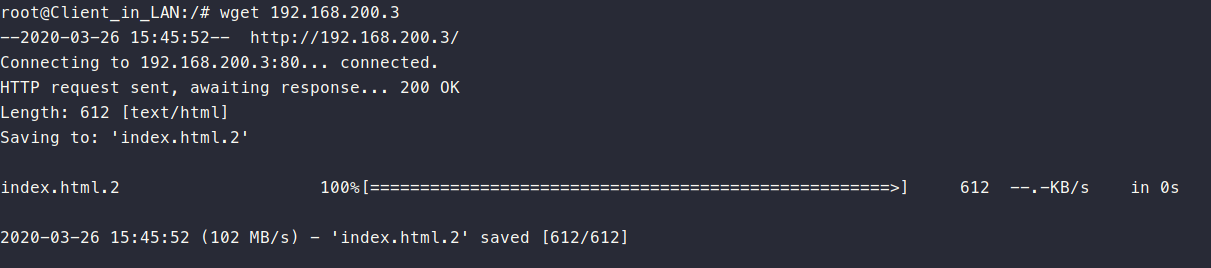 root@Client_in_LAN:/# wget 192.168.200.3
--2020-03-26 15:45:52--  http://192.168.200.3/
Connecting to 192.168.200.3:80... connected.
HTTP request sent, awaiting response... 200 OK
Length: 612 [text/html]
Saving to: 'index.html.2'
index.html.2                    100%[====================================================>]     612  --.-KB/s    in 0s
2020-03-26 15:45:52 (102 MB/s) - 'index.html.2' saved [612/612]